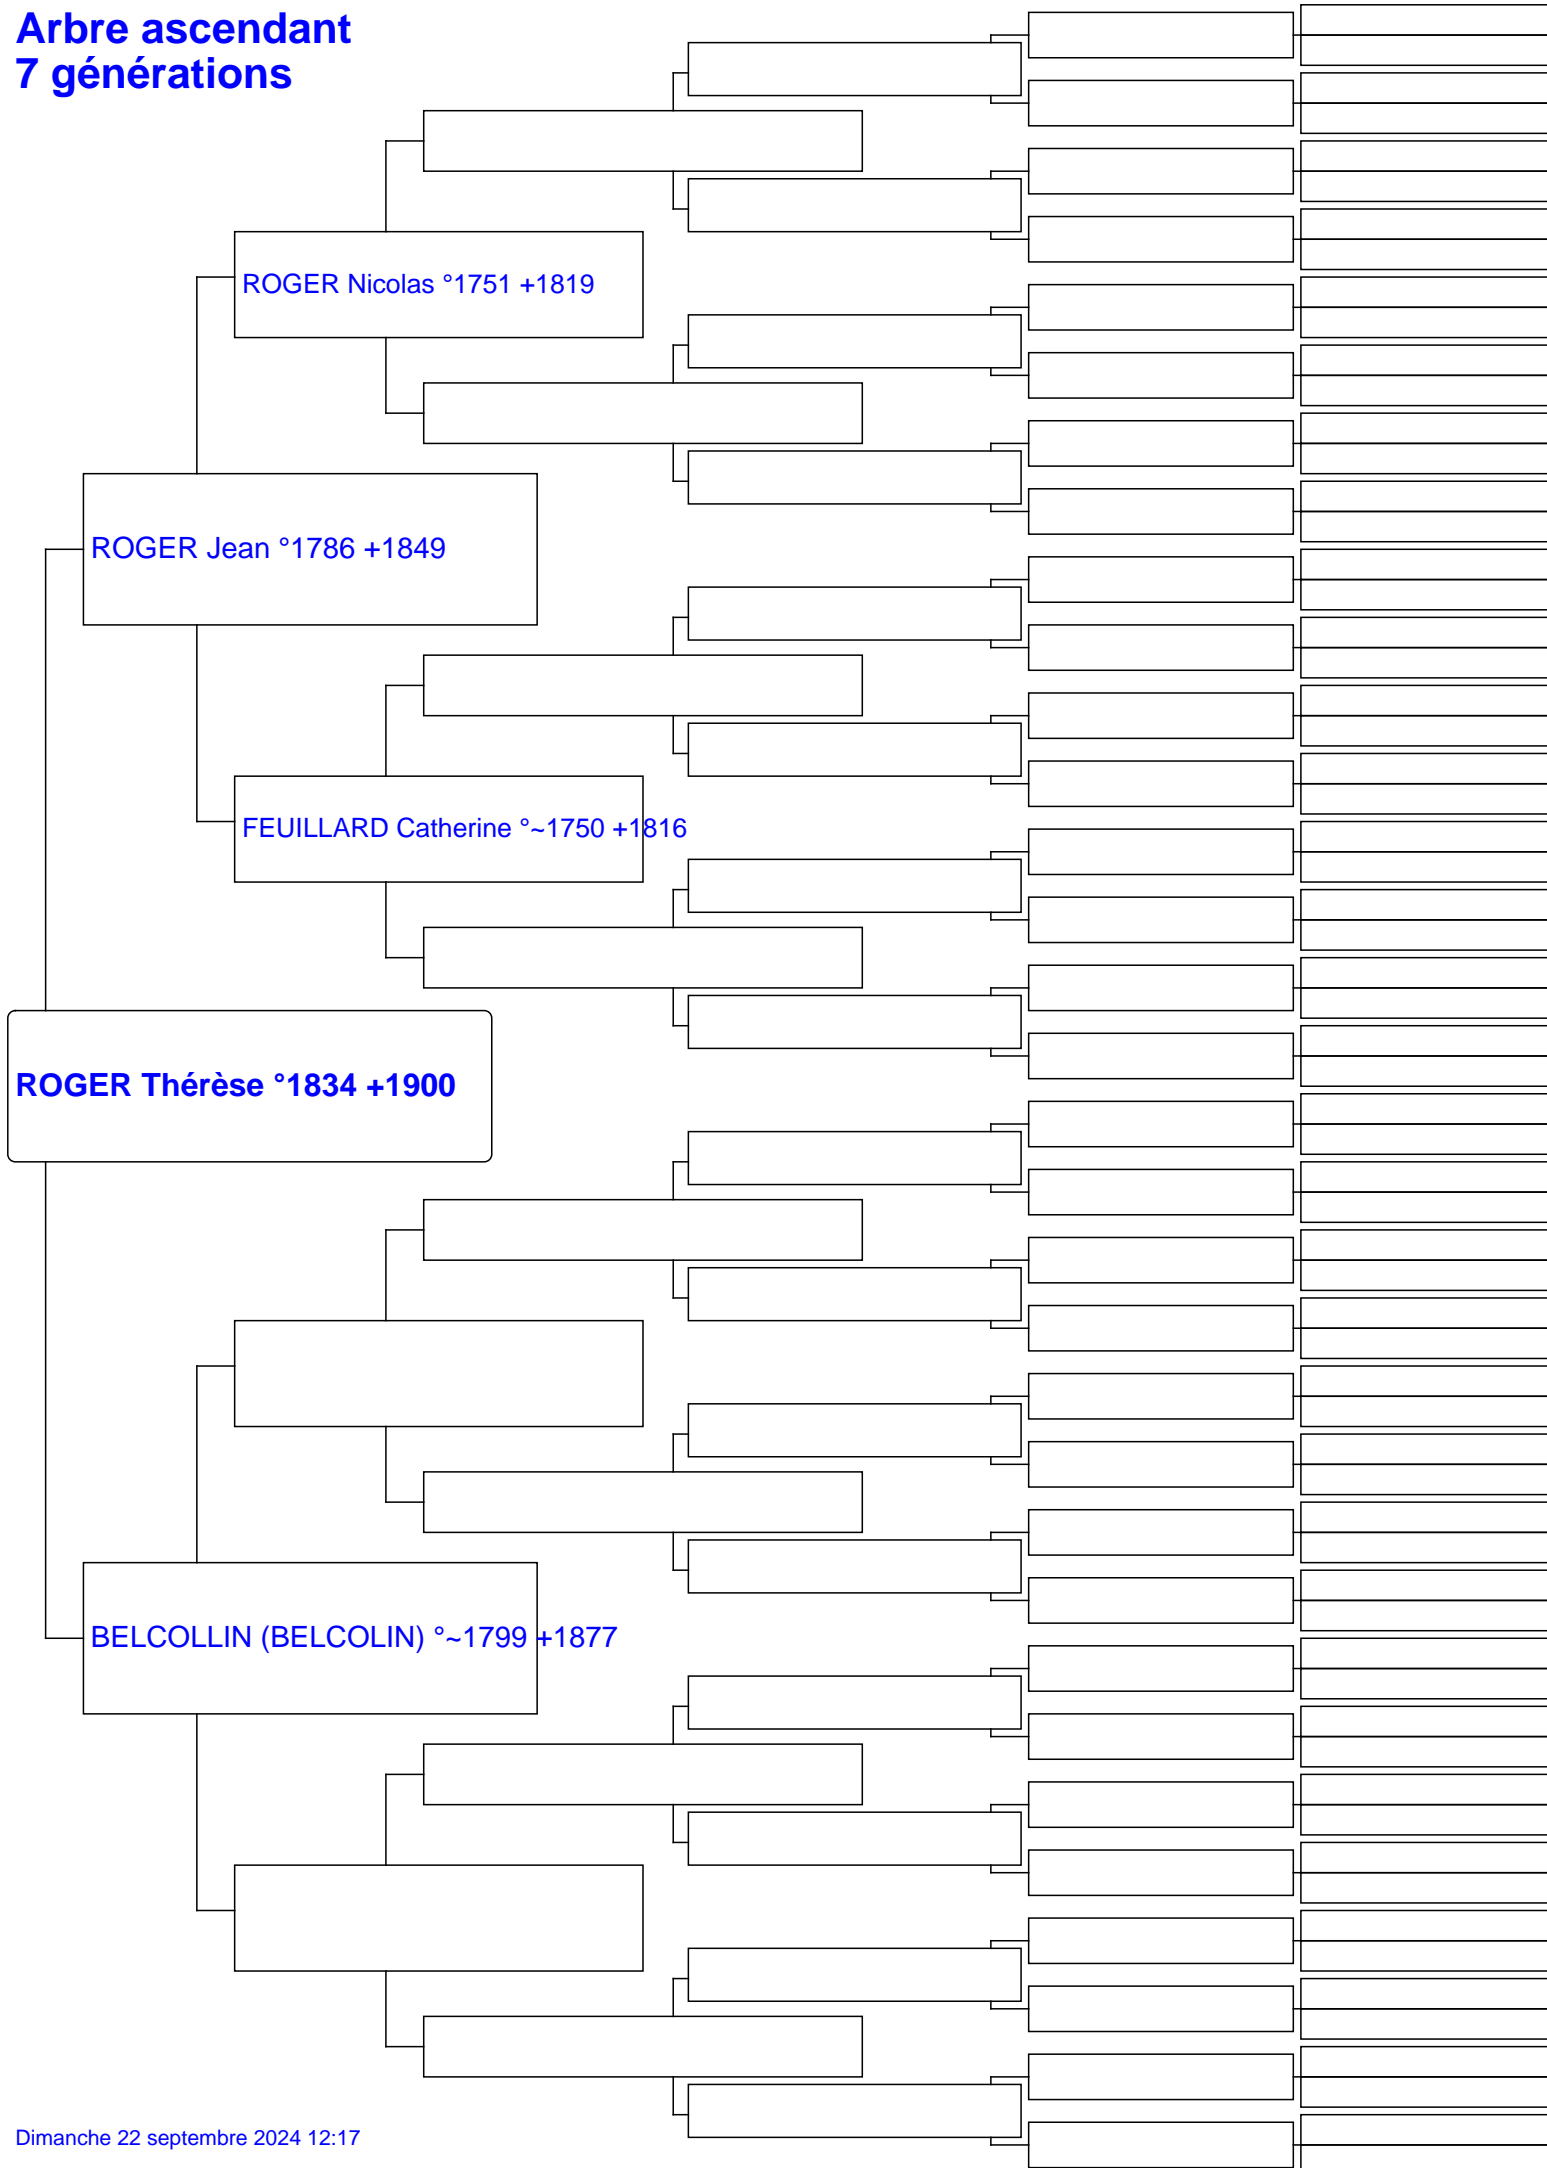 Arbre ascendant
7 générations
ROGER Nicolas °1751 +1819
ROGER Jean °1786 +1849
FEUILLARD Catherine °~1750 +1816
ROGER Thérèse °1834 +1900
BELCOLLIN (BELCOLIN) °~1799 +1877
Dimanche 22 septembre 2024 12:17